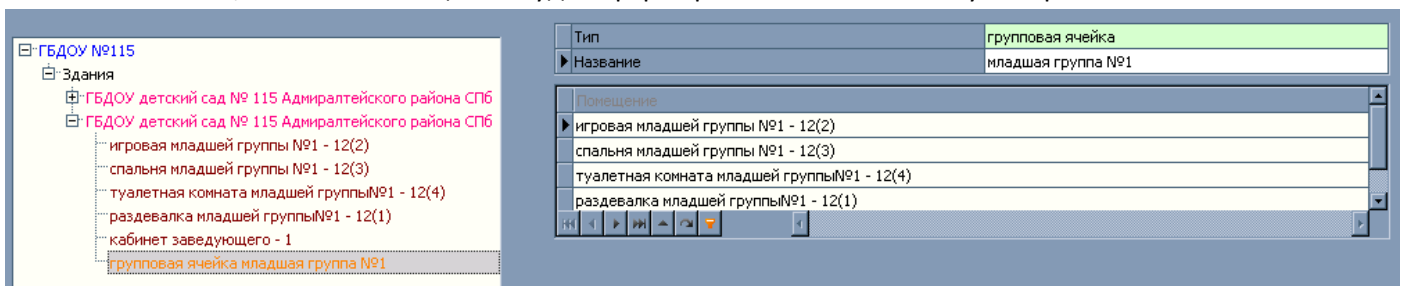 ГБДОУ №115
Здания
ГБДОУ детский сад № 115 Адмиралтейского района СПб
ГБДОУ детский сад № 115 Адмиралтейского района СПб
игровая младшей группы №1 - 12(2)
спальня младшей группы №1 - 12(3)
туалетная комната младшей группы№1 - 12(4)
раздевалка младшей группы№1 - 12(1)
кабинет заведующего - 1
групповая ячейка младшая группа №1
Тип групповая ячейка
Название младшая группа №1
Помещение
игровая младшей группы №1 - 12(2)
спальня младшей группы №1 - 12(3)
туалетная комната младшей группы№1 - 12(4)
раздевалка младшей группы№1 - 12(1)